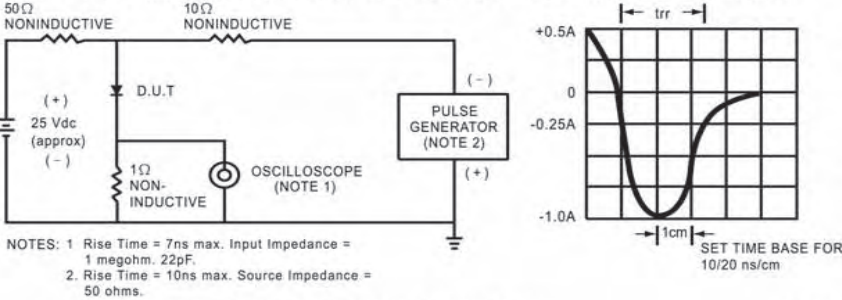 50Ω
NONINDUCTIVE
10Ω
NONINDUCTIVE
(+)
25 Vdc
(approx)
(-)
D.U.T
1Ω
NON-
INDUCTIVE
OSCILLOSCOPE
(NOTE 1)
(-)
PULSE
GENERATOR
(NOTE 2)
(+)
trr
+0.5A
0
-0.25A
-1.0A
1cm
SET TIME BASE FOR
10/20 ns/cm
NOTES: 1 Rise Time = 7ns max. Input Impedance =
1 megohm. 22pF.
2. Rise Time = 10ns max. Source Impedance =
50 ohms.